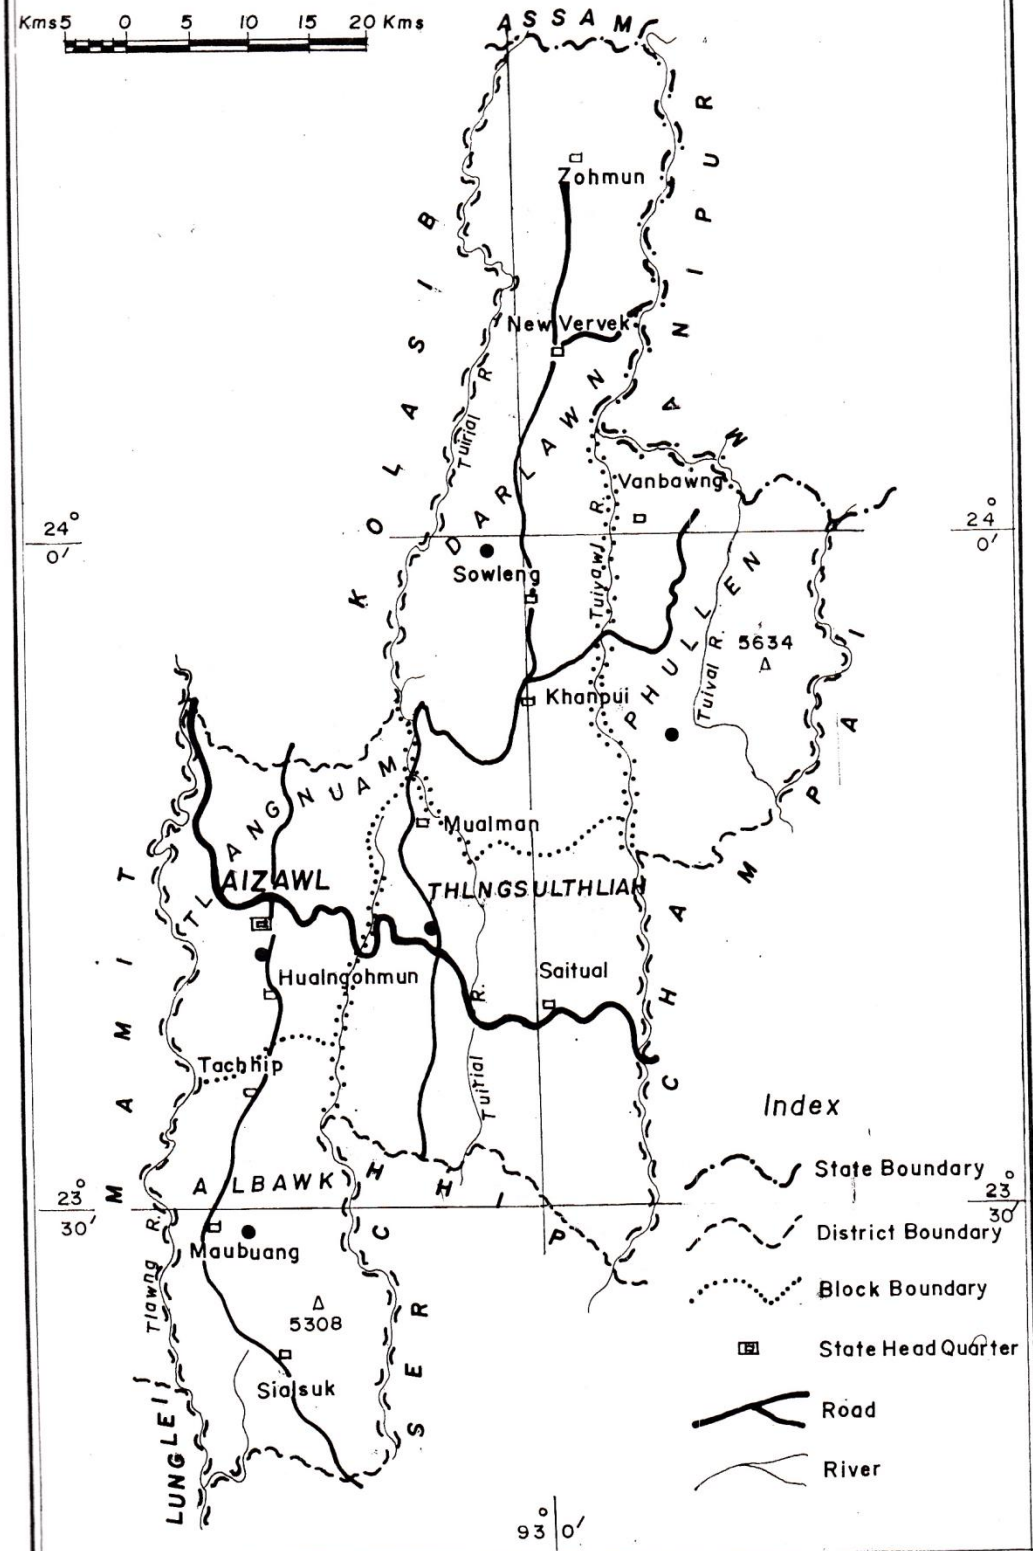 Kms 5 0 5 10 15 20 Kms
ASSAM
MANIPUR
Zohmun
KOLASIB
New Vervek
Tuirial R
DARLAWN
Vanbawng
24° 0'
24° 0'
Sowleng
Tuiyawl R.
PHULLEN
5634
Tuival R.
Khanpui
CHAMPAI
TLANGNUAM
Mualman
AIZAWL
THLNGSULTHLIAH
MAMIT
Hualngohmun
Saitual
Tachhip
Tuirial R.
Index
State Boundary
AlBAWK
SERCHHIP
23° 30'
23° 30'
District Boundary
Maubuang
Tlawng R.
Block Boundary
5308
State Head Quarter
Sialsuk
LUNGLEI
Road
River
93° 0'